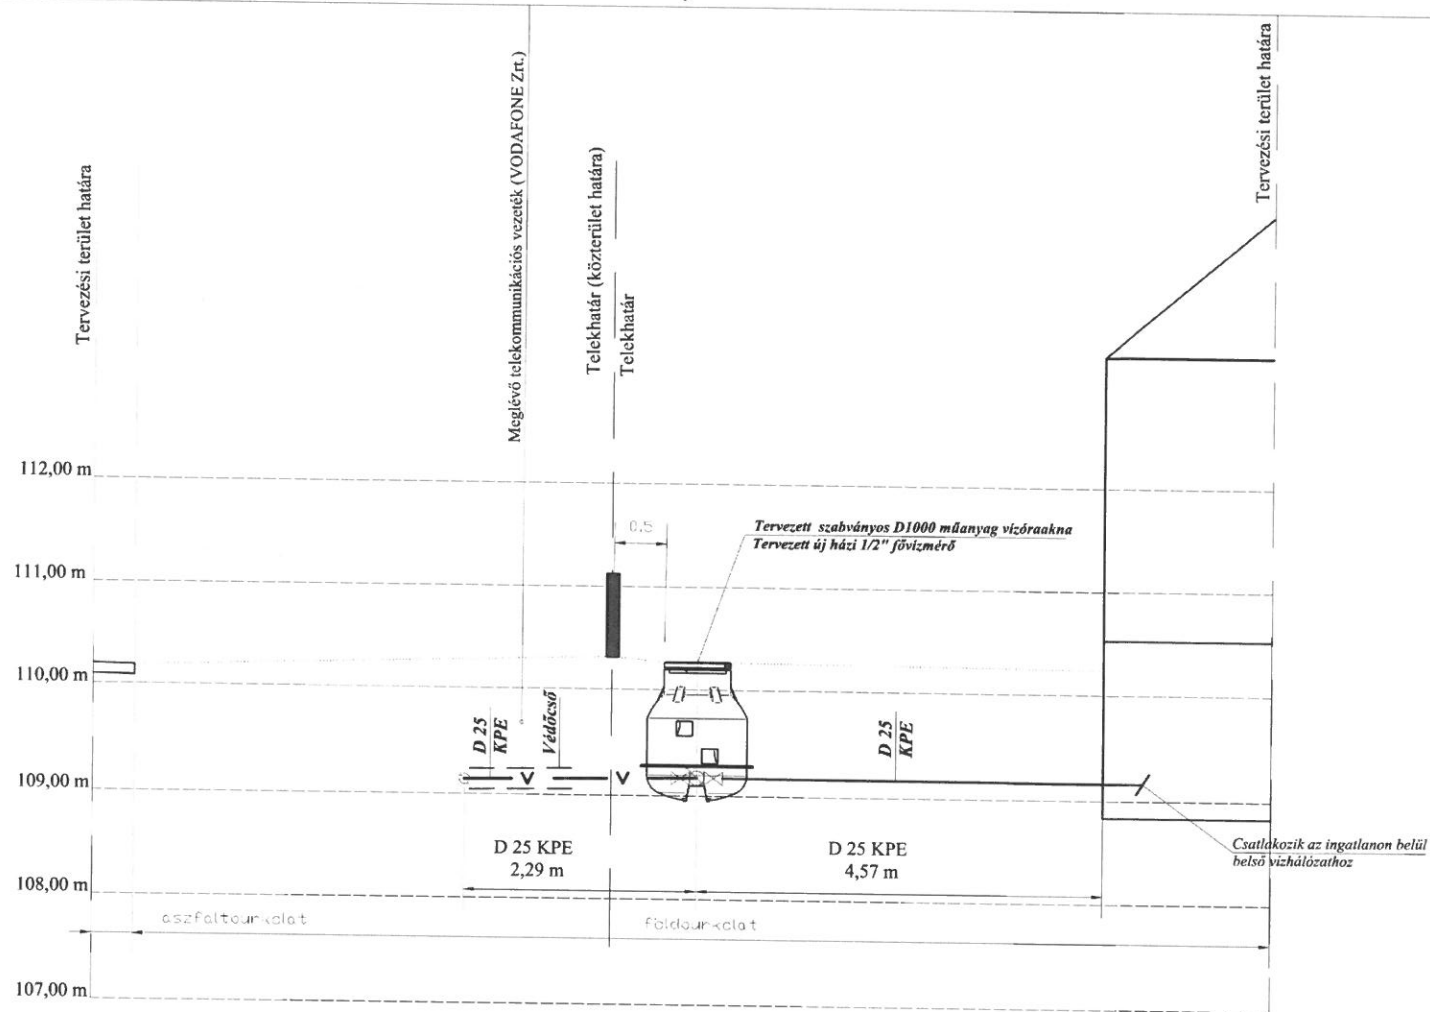 Tervezési terület határa
Meglévő telekommunikációs vezeték (VODAFONE Zrt.)
Telekhatár (közterület határa)
Telekhatár
Tervezési terület határa
112,00 m
0.5
Tervezett szabványos D1000 műanyag vízóraakna
Tervezett új házi 1/2" fővízmérő
111,00 m
110,00 m
D 25
KPE
Védőcső
D 25
KPE
109,00 m
D 25 KPE
2,29 m
D 25 KPE
4,57 m
Csatlakozik az ingatlanon belül
belső vízhálózathoz
108,00 m
aszfaltburkolat
földburkolat
107,00 m